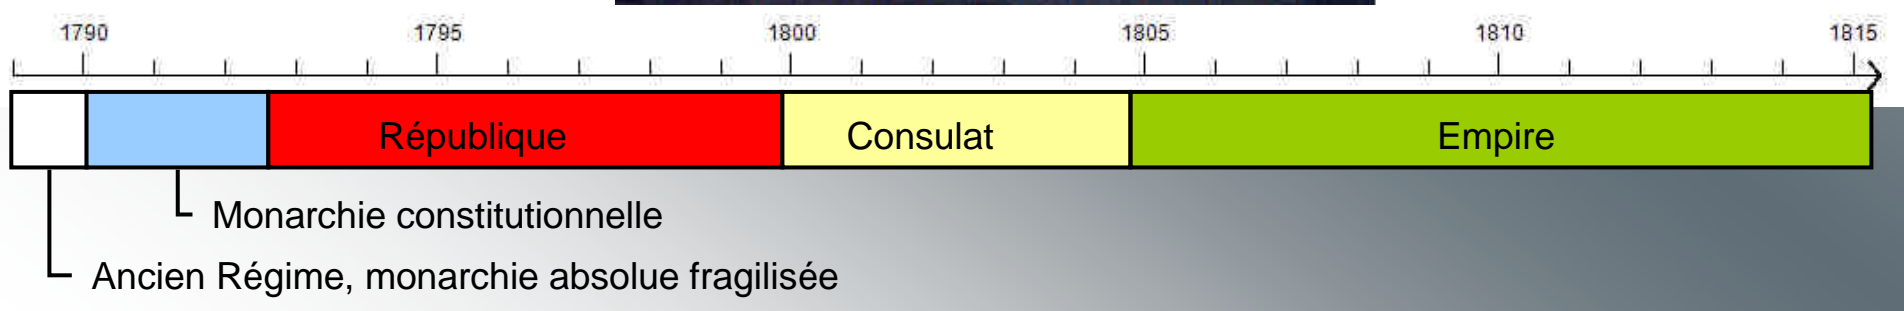 1790 1795 1800 1805 1810 1815
République Consulat Empire
Monarchie constitutionnelle
Ancien Régime, monarchie absolue fragilisée